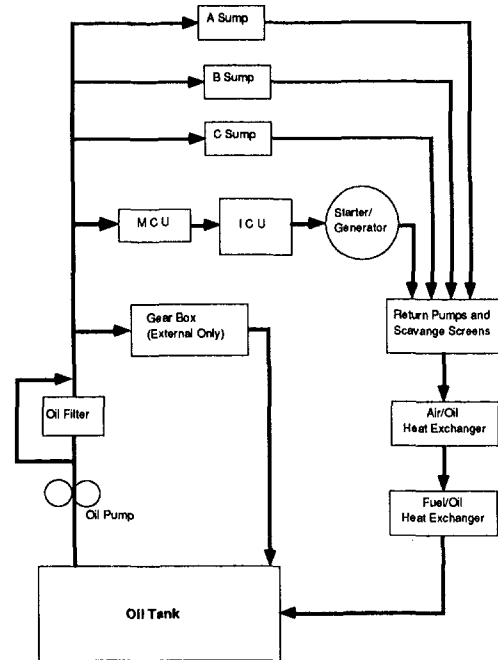 A Sump
B Sump
C Sump
MCU
ICU
Starter/
Generator
Gear Box
(External Only)
Return Pumps and
Scavange Screens
Oil Filter
Air/Oil
Heat Exchanger
Oil Pump
Fuel/Oil
Heat Exchanger
Oil Tank